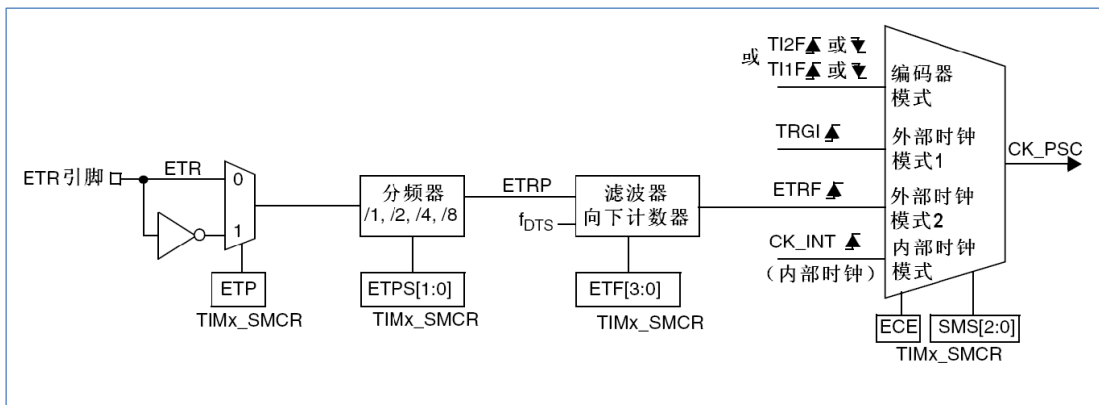 或 TI2F 或
TI1F 或
编码器
模式
TRGI
外部时钟
模式1
CK_PSC
ETR引脚
ETR
0
1
分频器
/1, /2, /4, /8
ETRP
fDTS
滤波器
向下计数器
ETRF
外部时钟
模式2
CK_INT
(内部时钟)
内部时钟
模式
ETP
TIMx_SMCR
ETPS[1:0]
TIMx_SMCR
ETF[3:0]
TIMx_SMCR
ECE
SMS[2:0]
TIMx_SMCR